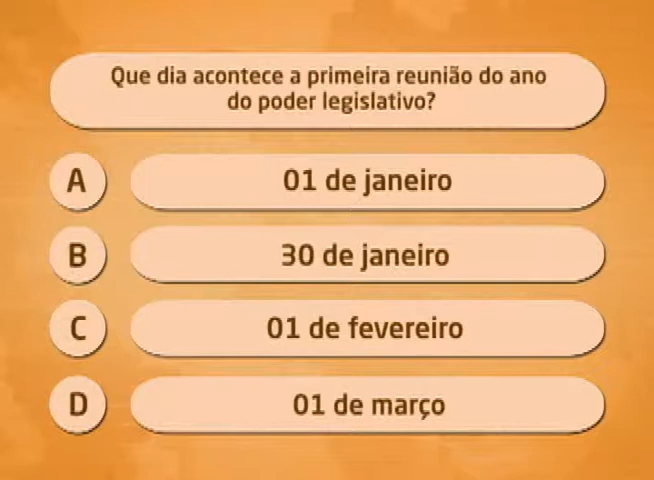 Que dia acontece a primeira reunião do ano
do poder legislativo?
A 01 de janeiro
B 30 de janeiro
C 01 de fevereiro
D 01 de março